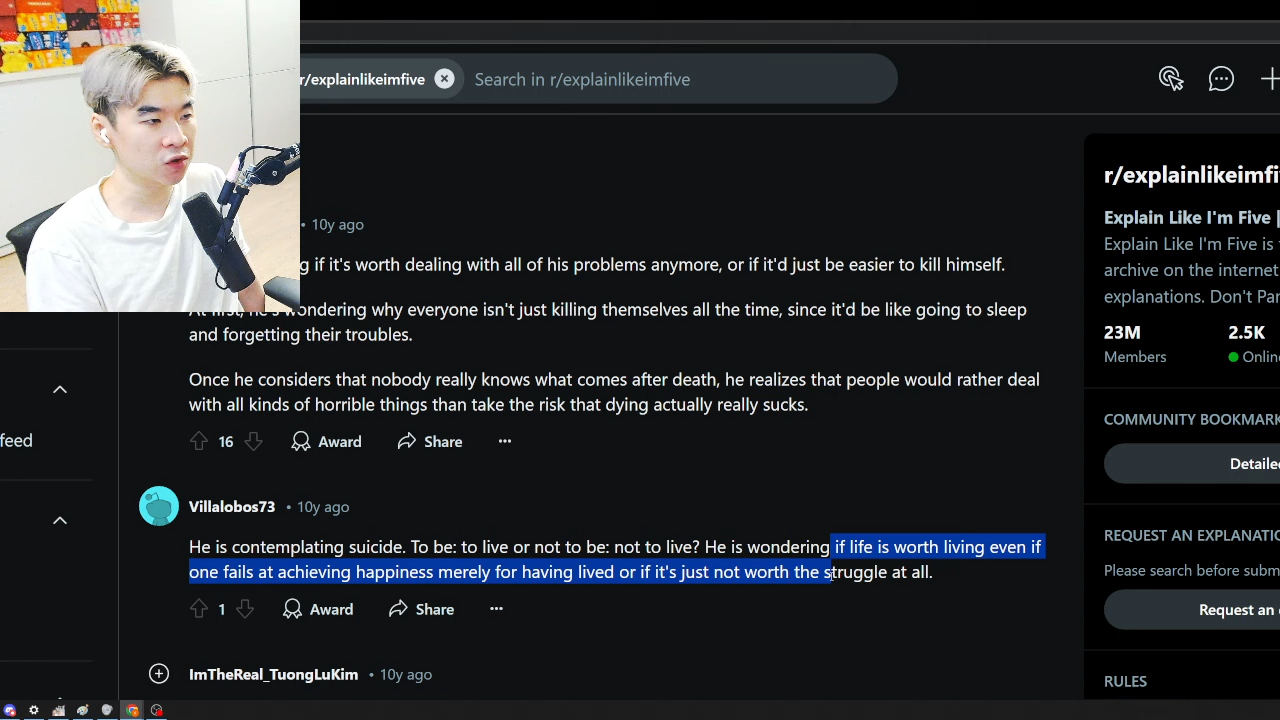 r/explainlikeimfive
Search in r/explainlikeimfive
• 10y ago
g if it's worth dealing with all of his problems anymore, or if it'd just be easier to kill himself.
At first, he's wondering why everyone isn't just killing themselves all the time, since it'd be like going to sleep
and forgetting their troubles.
Once he considers that nobody really knows what comes after death, he realizes that people would rather deal
with all kinds of horrible things than take the risk that dying actually really sucks.
16 Award Share
Villalobos73 • 10y ago
He is contemplating suicide. To be: to live or not to be: not to live? He is wondering if life is worth living even if
one fails at achieving happiness merely for having lived or if it's just not worth the struggle at all.
1 Award Share
ImTheReal_TuongLuKim • 10y ago
feed
r/explainlikeimfi
Explain Like I'm Five |
Explain Like I'm Five is
archive on the internet
explanations. Don't Pan
23M 2.5K
Members Onlin
COMMUNITY BOOKMAR
Detailed
REQUEST AN EXPLANATIO
Please search before subm
Request an
RULES